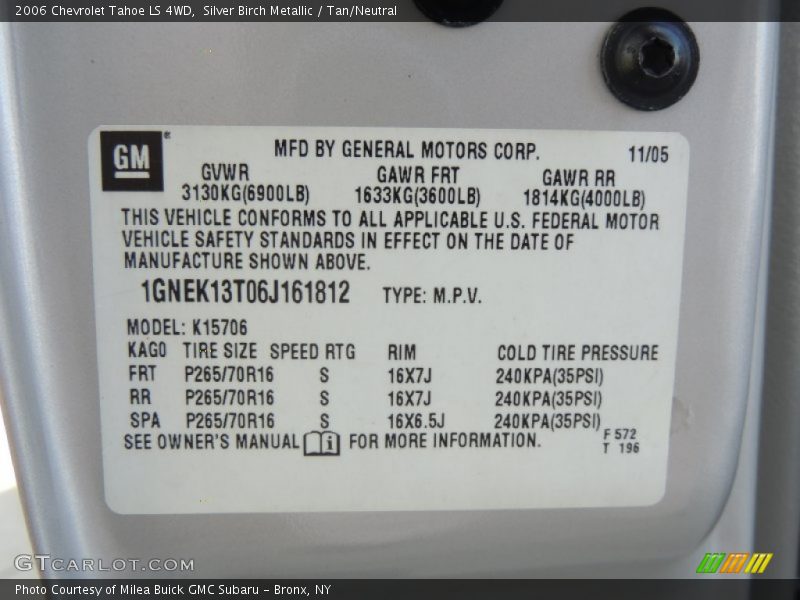 2006 Chevrolet Tahoe LS 4WD,  Silver Birch Metallic / Tan/Neutral
GM®
MFD BY GENERAL MOTORS CORP. 11/05
GVWR GAWR FRT GAWR RR
3130KG(6900LB) 1633KG(3600LB) 1814KG(4000LB)
THIS VEHICLE CONFORMS TO ALL APPLICABLE U.S. FEDERAL MOTOR
VEHICLE SAFETY STANDARDS IN EFFECT ON THE DATE OF
MANUFACTURE SHOWN ABOVE.
1GNEK13T06J161812 TYPE: M.P.V.
MODEL: K15706
KAG0 TIRE SIZE SPEED RTG RIM COLD TIRE PRESSURE
FRT P265/70R16 S 16X7J 240KPA(35PSI)
RR P265/70R16 S 16X7J 240KPA(35PSI)
SPA P265/70R16 S 16X6.5J 240KPA(35PSI)
SEE OWNER'S MANUAL i FOR MORE INFORMATION.
F 572
T 196
GTCARLOT.COM
Photo Courtesy of Milea Buick GMC Subaru - Bronx, NY